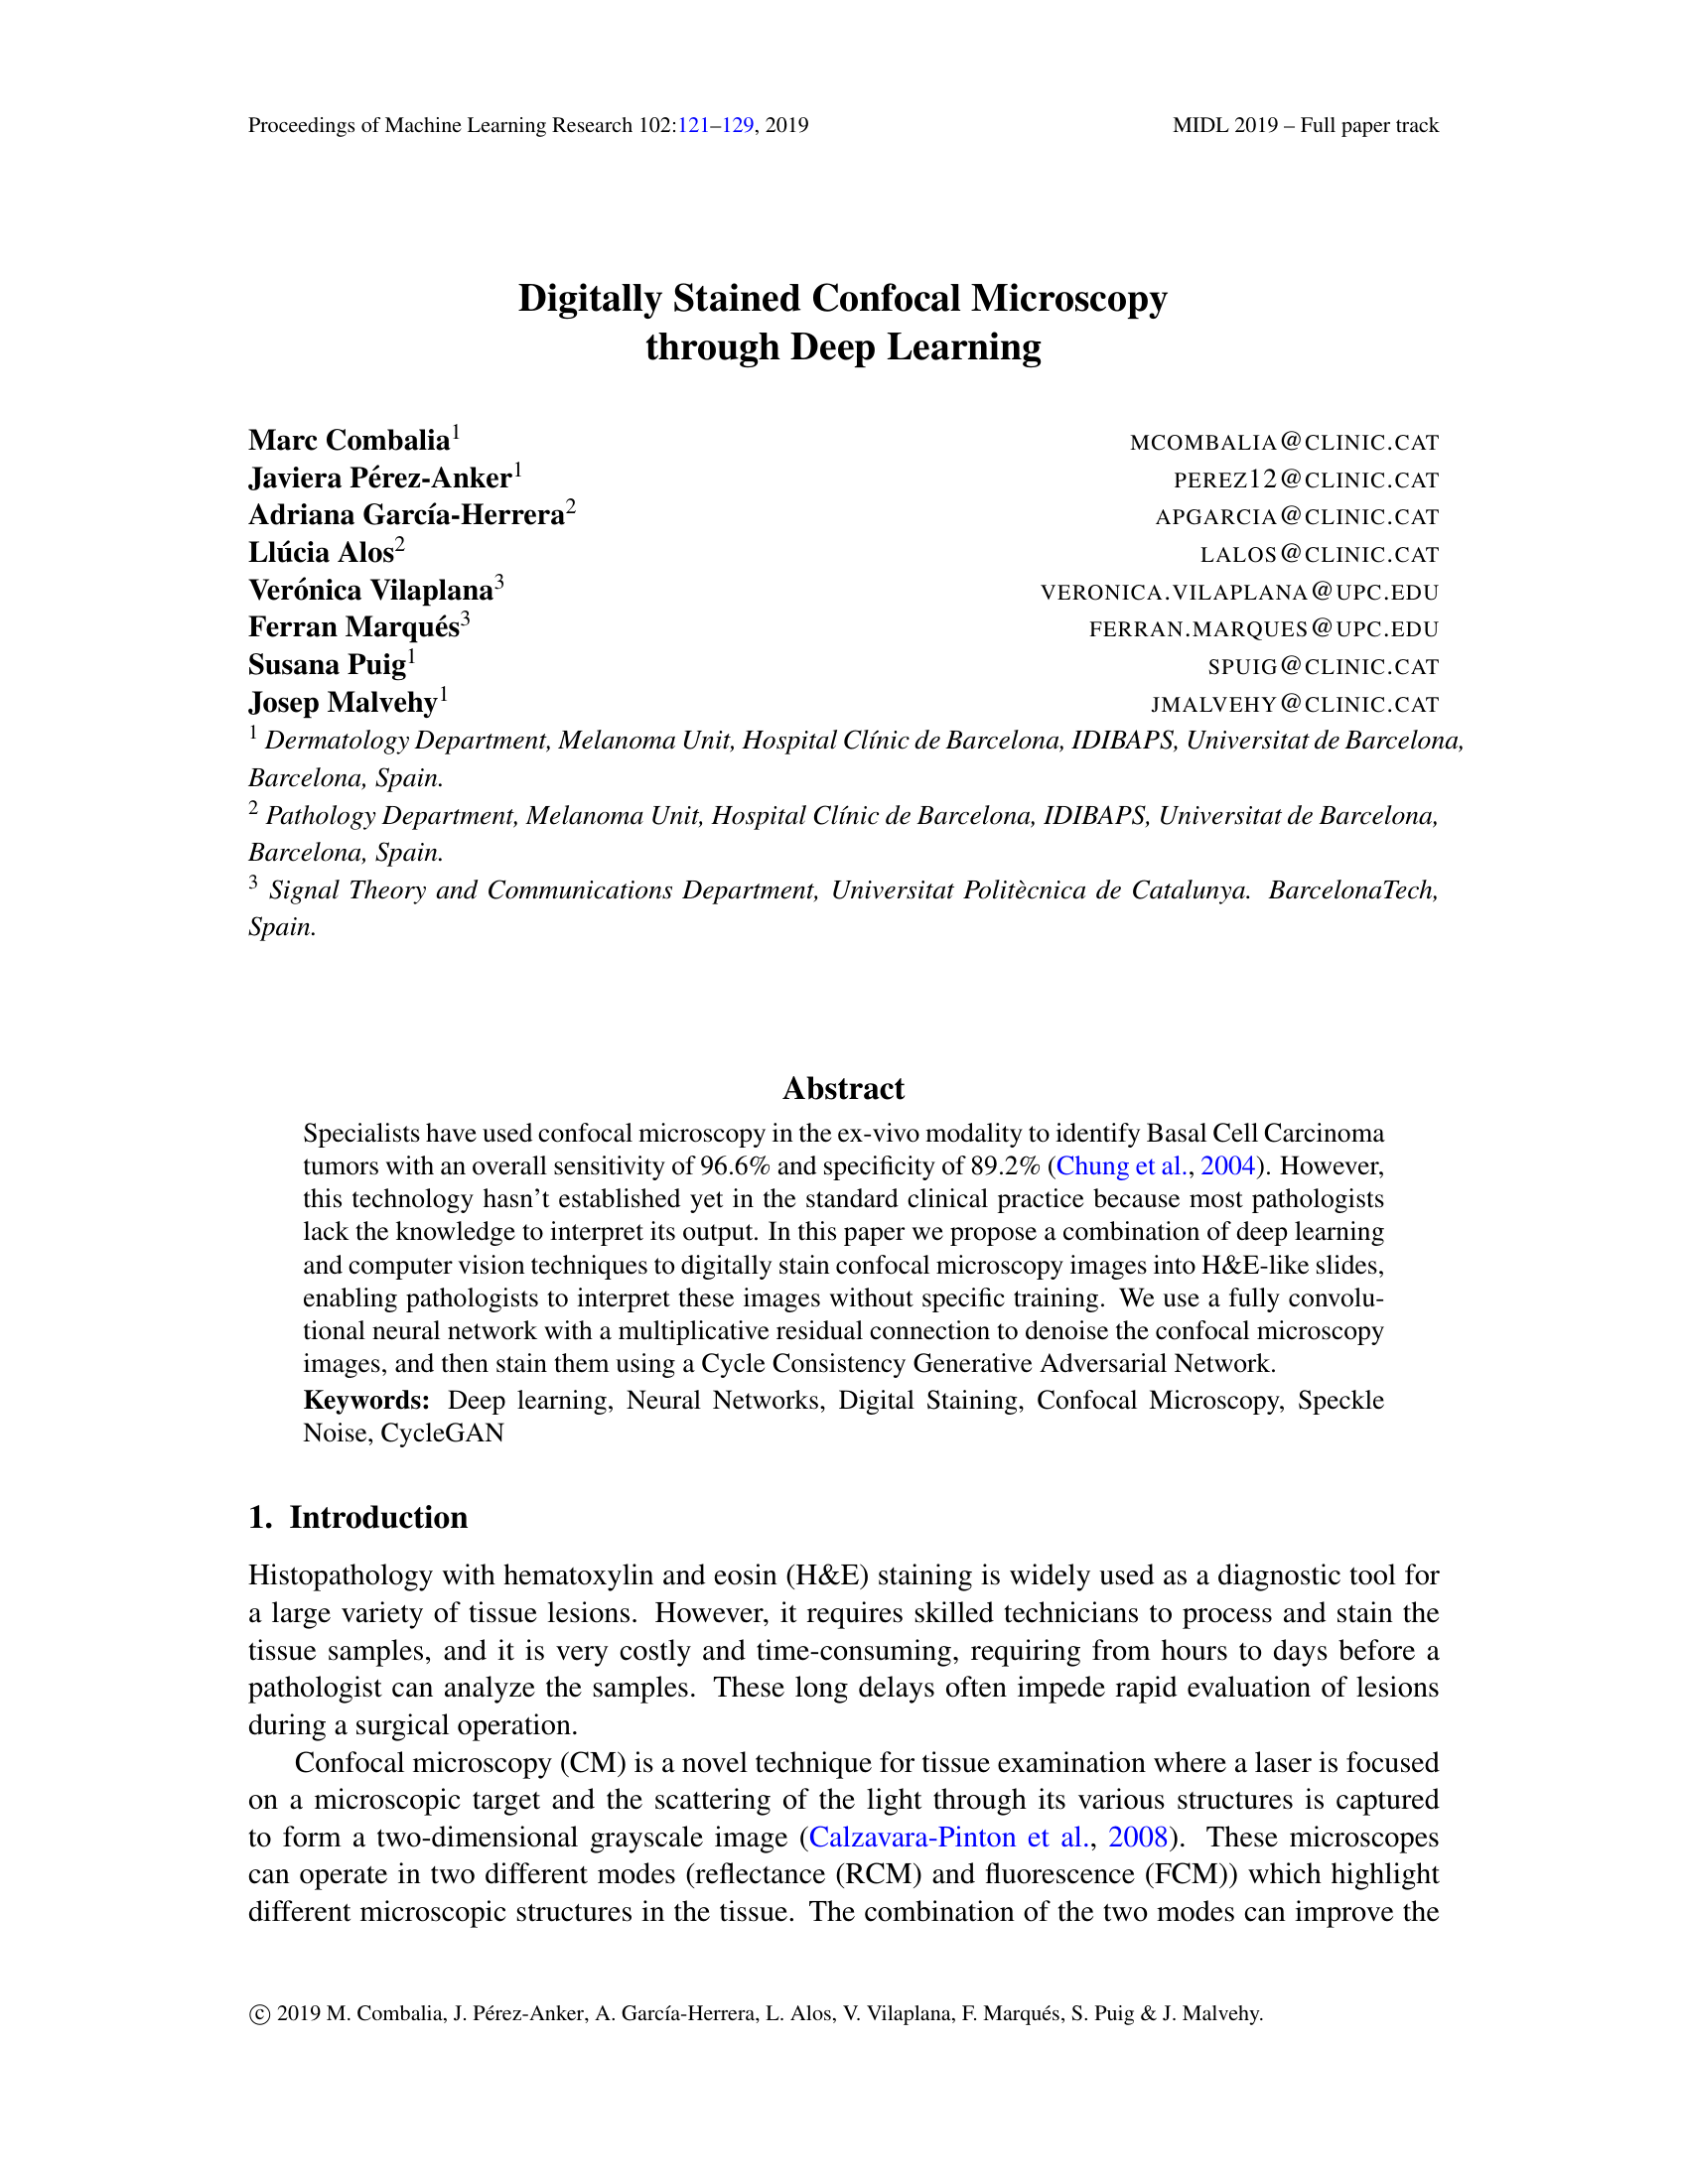 Proceedings of Machine Learning Research 102:121–129, 2019 MIDL 2019 – Full paper track
Digitally Stained Confocal Microscopy
through Deep Learning
Marc Combalia1 MCOMBALIA@CLINIC.CAT
Javiera Pérez-Anker1 PEREZ12@CLINIC.CAT
Adriana García-Herrera2 APGARCIA@CLINIC.CAT
Llúcia Alos2 LALOS@CLINIC.CAT
Verónica Vilaplana3 VERONICA.VILAPLANA@UPC.EDU
Ferran Marqués3 FERRAN.MARQUES@UPC.EDU
Susana Puig1 SPUIG@CLINIC.CAT
Josep Malvehy1 JMALVEHY@CLINIC.CAT
1 Dermatology Department, Melanoma Unit, Hospital Clínic de Barcelona, IDIBAPS, Universitat de Barcelona,
Barcelona, Spain.
2 Pathology Department, Melanoma Unit, Hospital Clínic de Barcelona, IDIBAPS, Universitat de Barcelona,
Barcelona, Spain.
3 Signal Theory and Communications Department, Universitat Politècnica de Catalunya. BarcelonaTech,
Spain.
Abstract
Specialists have used confocal microscopy in the ex-vivo modality to identify Basal Cell Carcinoma
tumors with an overall sensitivity of 96.6% and specificity of 89.2% (Chung et al., 2004). However,
this technology hasn't established yet in the standard clinical practice because most pathologists
lack the knowledge to interpret its output. In this paper we propose a combination of deep learning
and computer vision techniques to digitally stain confocal microscopy images into H&E-like slides,
enabling pathologists to interpret these images without specific training. We use a fully convolu-
tional neural network with a multiplicative residual connection to denoise the confocal microscopy
images, and then stain them using a Cycle Consistency Generative Adversarial Network.
Keywords: Deep learning, Neural Networks, Digital Staining, Confocal Microscopy, Speckle
Noise, CycleGAN
1. Introduction
Histopathology with hematoxylin and eosin (H&E) staining is widely used as a diagnostic tool for
a large variety of tissue lesions. However, it requires skilled technicians to process and stain the
tissue samples, and it is very costly and time-consuming, requiring from hours to days before a
pathologist can analyze the samples. These long delays often impede rapid evaluation of lesions
during a surgical operation.
Confocal microscopy (CM) is a novel technique for tissue examination where a laser is focused
on a microscopic target and the scattering of the light through its various structures is captured
to form a two-dimensional grayscale image (Calzavara-Pinton et al., 2008). These microscopes
can operate in two different modes (reflectance (RCM) and fluorescence (FCM)) which highlight
different microscopic structures in the tissue. The combination of the two modes can improve the
© 2019 M. Combalia, J. Pérez-Anker, A. García-Herrera, L. Alos, V. Vilaplana, F. Marqués, S. Puig & J. Malvehy.